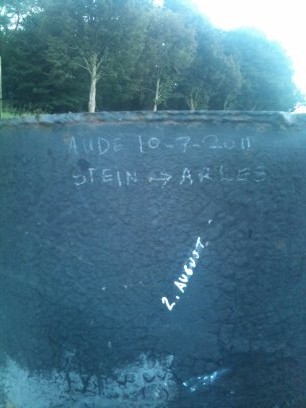 AUDE 10-7-2011
STEIN → ARLES
2. AUGUST